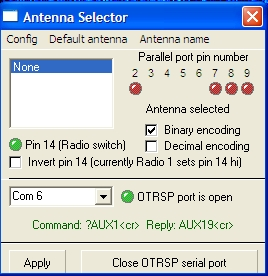 Antenna Selector
Config Default antenna Antenna name
Parallel port pin number
None
2 3 4 5 6 7 8 9
Antenna selected
Binary encoding
Pin 14 (Radio switch)
Decimal encoding
Invert pin 14 (currently Radio 1 sets pin 14 hi)
Com 6
OTRSP port is open
Command: ?AUX1<cr> Reply: AUX19<cr>
Apply
Close OTRSP serial port